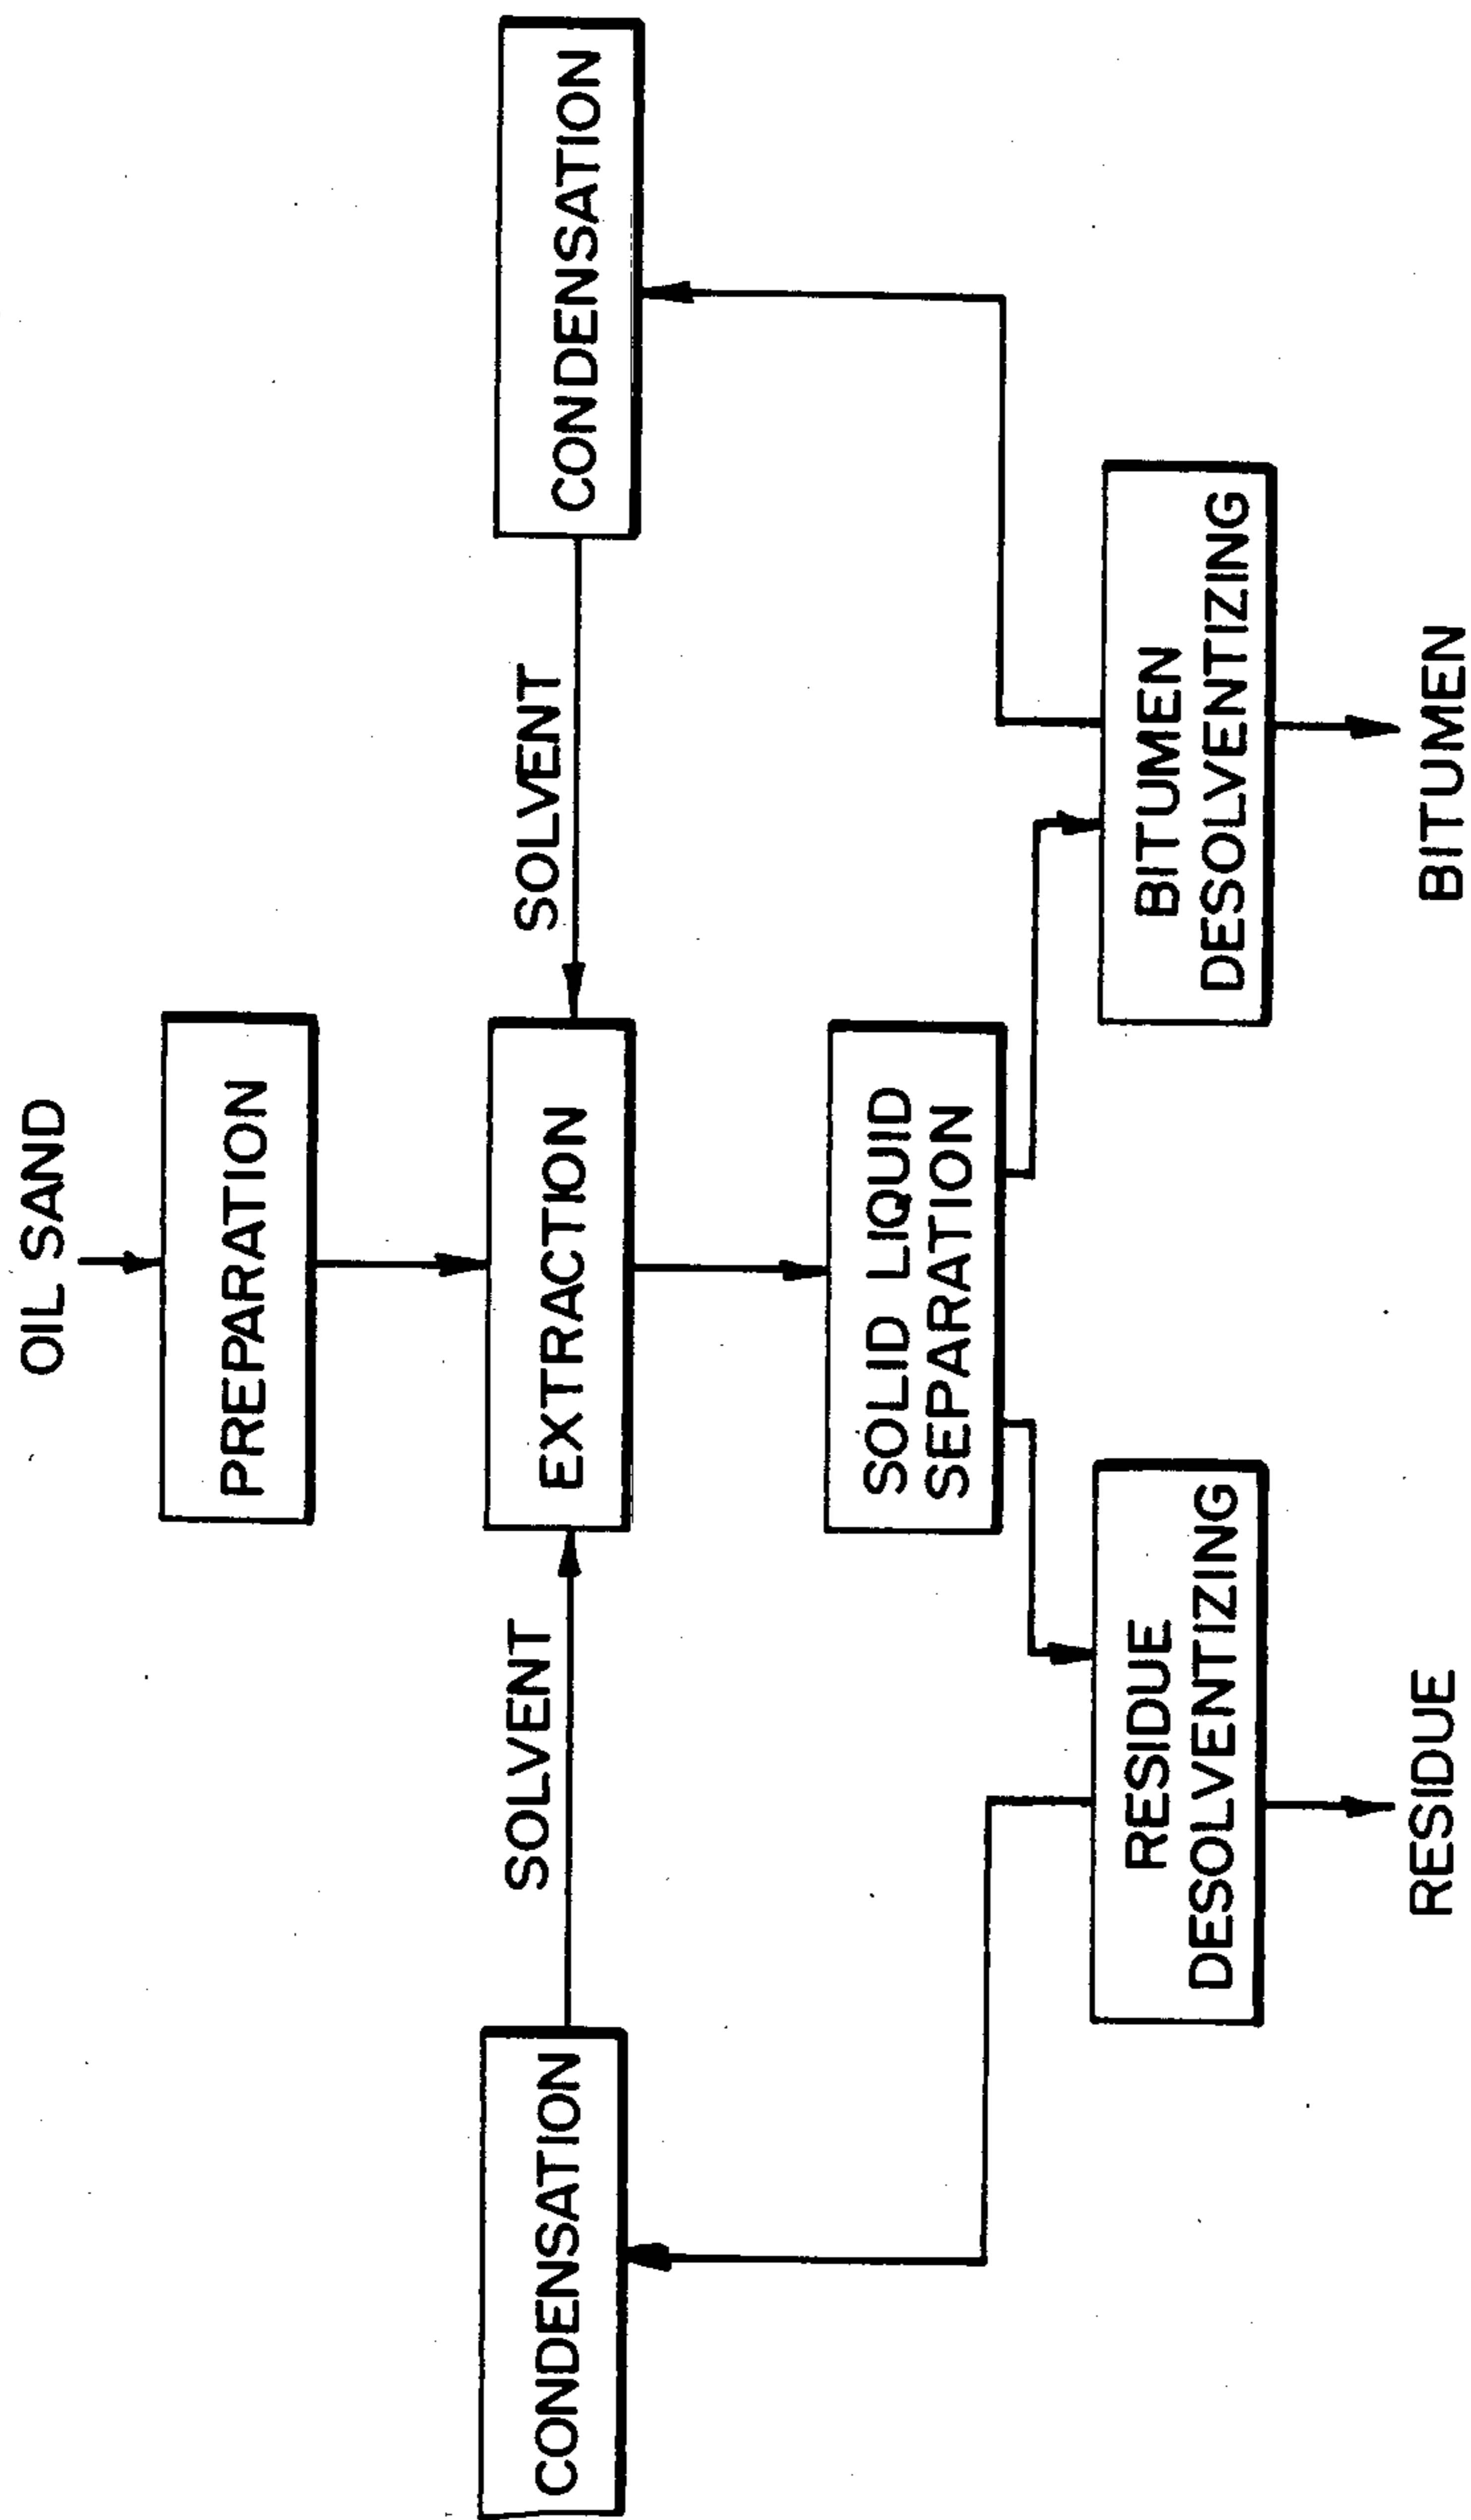 OIL SAND
PREPARATION
CONDENSATION
SOLVENT
EXTRACTION
SOLVENT
CONDENSATION
SOLID LIQUID
SEPARATION
RESIDUE
DESOLVENTIZING
BITUMEN
DESOLVENTIZING
RESIDUE
BITUMEN